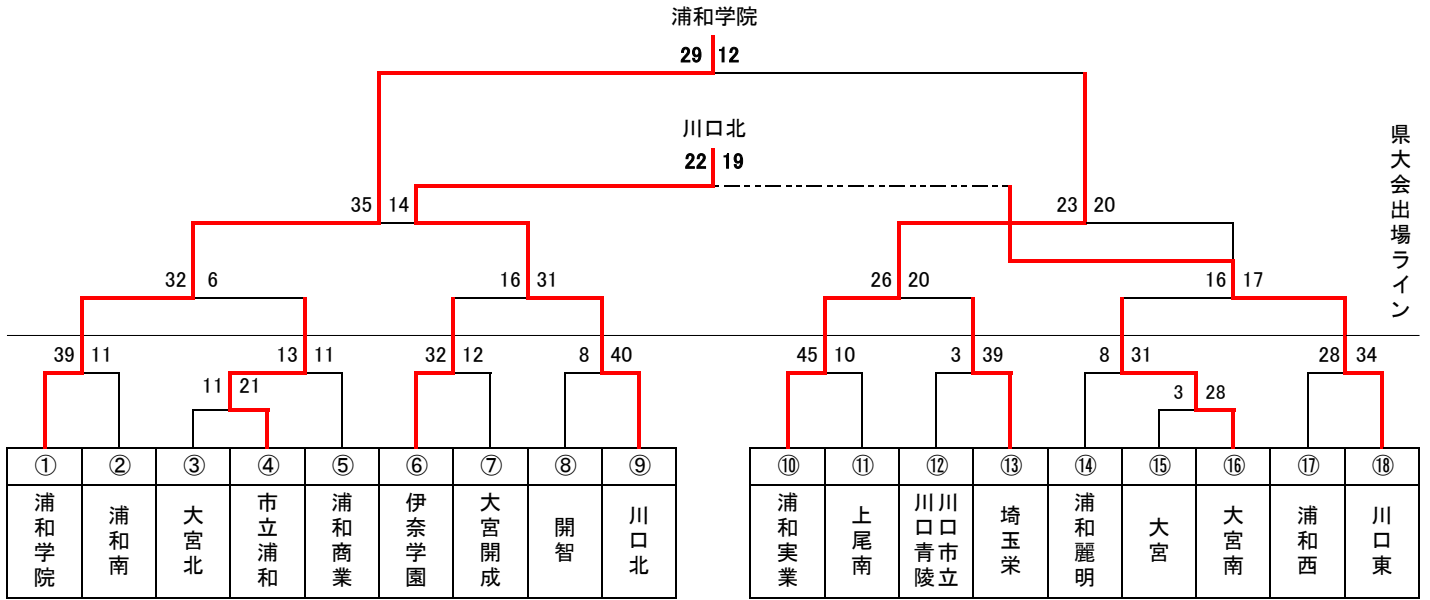 浦和学院
29 12
川口北
22 19
県大会出場ライン
35 14
23 20
32 6
16 31
26 20
16 17
39 11
13 11
32 12
8 40
45 10
3 39
8 31
28 34
11 21
3 28
① ② ③ ④ ⑤ ⑥ ⑦ ⑧ ⑨ ⑩ ⑪ ⑫ ⑬ ⑭ ⑮ ⑯ ⑰ ⑱
浦和学院
浦和南
大宮北
市立浦和
浦和商業
伊奈学園
大宮開成
開智
川口北
浦和実業
上尾南
川口市立
川口青陵
埼玉栄
浦和麗明
大宮
大宮南
浦和西
川口東